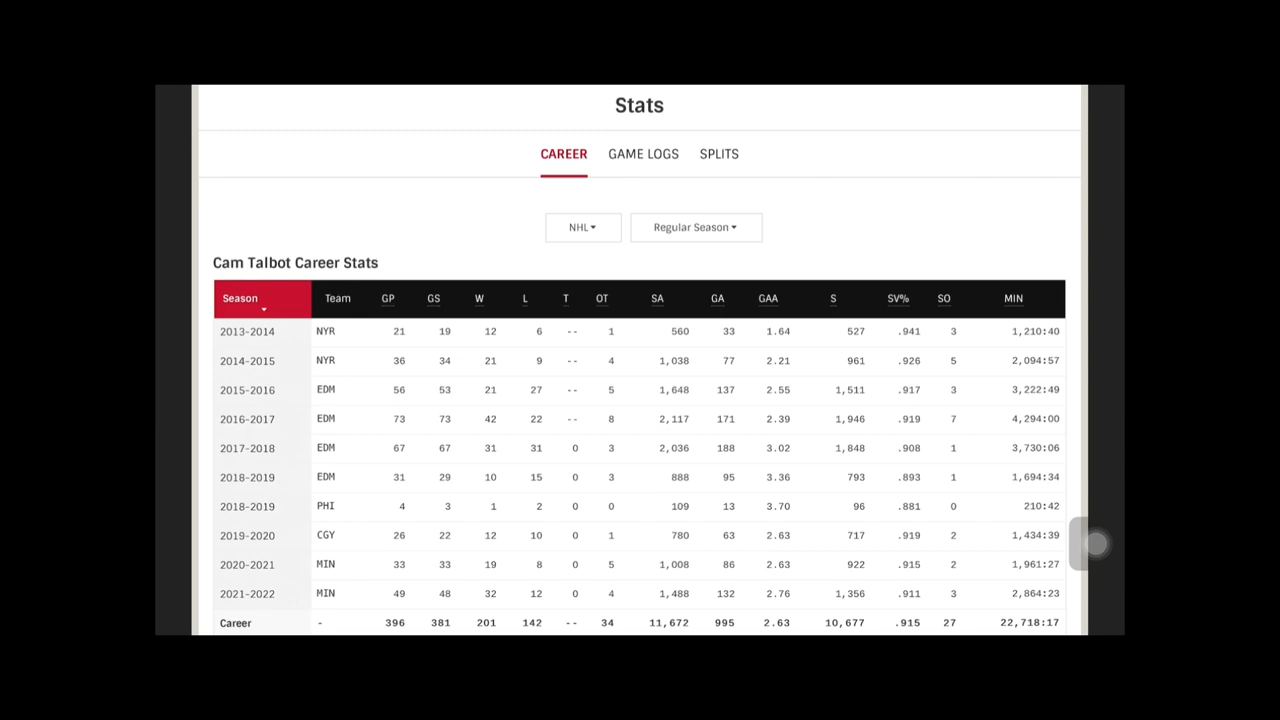 Stats
CAREER GAME LOGS SPLITS
NHL▾ Regular Season▾
Cam Talbot Career Stats
Season Team GP GS W L T OT SA GA GAA S SV% SO MIN
2013-2014 NYR 21 19 12 6 -- 1 560 33 1.64 527 .941 3 1,210:40
2014-2015 NYR 36 34 21 9 -- 4 1,038 77 2.21 961 .926 5 2,094:57
2015-2016 EDM 56 53 21 27 -- 5 1,648 137 2.55 1,511 .917 3 3,222:49
2016-2017 EDM 73 73 42 22 -- 8 2,117 171 2.39 1,946 .919 7 4,294:00
2017-2018 EDM 67 67 31 31 0 3 2,036 188 3.02 1,848 .908 1 3,730:06
2018-2019 EDM 31 29 10 15 0 3 888 95 3.36 793 .893 1 1,694:34
2018-2019 PHI 4 3 1 2 0 0 109 13 3.70 96 .881 0 210:42
2019-2020 CGY 26 22 12 10 0 1 780 63 2.63 717 .919 2 1,434:39
2020-2021 MIN 33 33 19 8 0 5 1,008 86 2.63 922 .915 2 1,961:27
2021-2022 MIN 49 48 32 12 0 4 1,488 132 2.76 1,356 .911 3 2,864:23
Career - 396 381 201 142 -- 34 11,672 995 2.63 10,677 .915 27 22,718:17